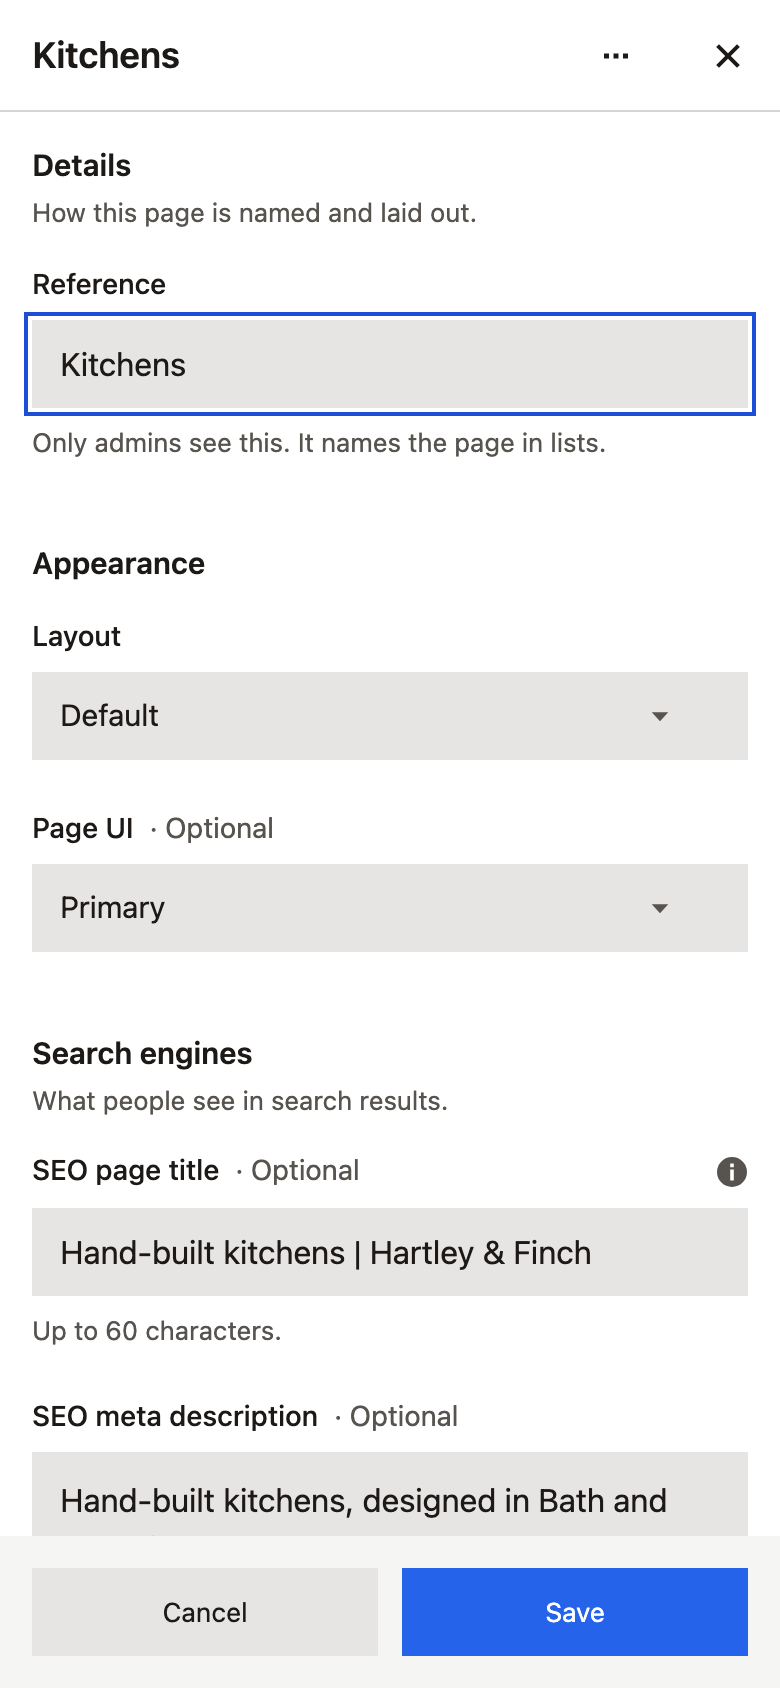 Kitchens
Details
How this page is named and laid out.
Reference
Kitchens
Only admins see this. It names the page in lists.
Appearance
Layout
Default
Page UI · Optional
Primary
Search engines
What people see in search results.
SEO page title · Optional
Hand-built kitchens | Hartley & Finch
Up to 60 characters.
SEO meta description · Optional
Hand-built kitchens, designed in Bath and
Cancel
Save